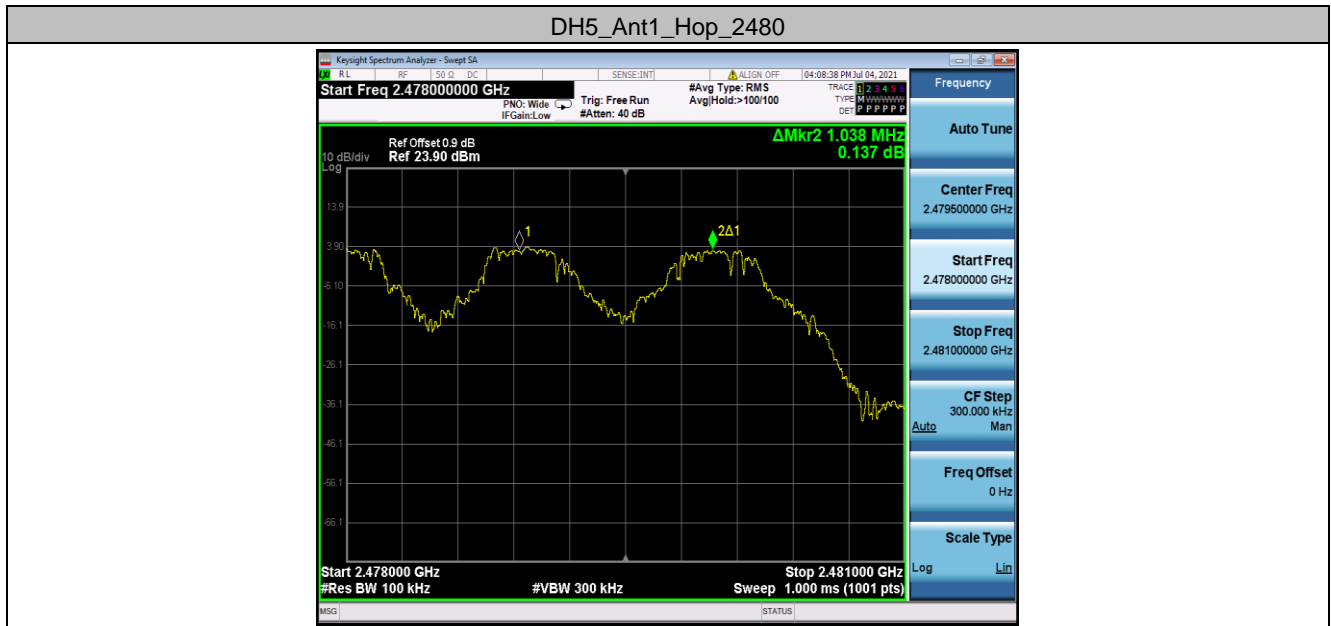 DH5_Ant1_Hop_2480
Keysight Spectrum Analyzer - Swept SA
RL RF 50 Ω DC SENSE:INT ALIGN OFF 04:08:38 PM Jul 04, 2021
Start Freq 2.478000000 GHz
PNO: Wide
IFGain:Low
Trig: Free Run
#Atten: 40 dB
#Avg Type: RMS
Avg|Hold:>100/100
TRACE 1 2 3 4 5 6
TYPE M W W W W W
DET P P P P P P
ΔMkr2 1.038 MHz
0.137 dB
Ref Offset 0.9 dB
10 dB/div Ref 23.90 dBm
Log
13.9
3.90
-6.10
-16.1
-26.1
-36.1
-46.1
-56.1
-66.1
1
2Δ1
Start 2.478000 GHz Stop 2.481000 GHz
#Res BW 100 kHz #VBW 300 kHz Sweep 1.000 ms (1001 pts)
MSG STATUS
Frequency
Auto Tune
Center Freq
2.479500000 GHz
Start Freq
2.478000000 GHz
Stop Freq
2.481000000 GHz
CF Step
300.000 kHz
Auto Man
Freq Offset
0 Hz
Scale Type
Log Lin